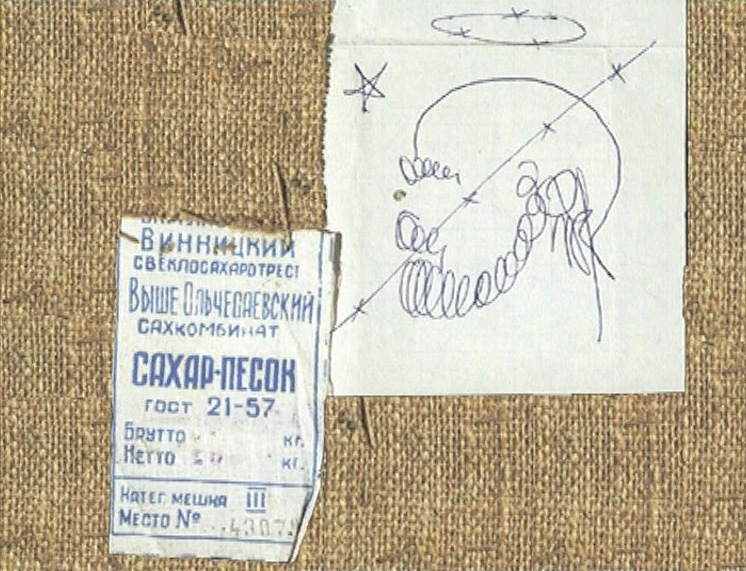 ВИННИЦКИЙ
СВЕКЛОСАХАРОТРЕСТ
ВЫШЕ ОЛЬЧЕДАЕВСКИЙ
САХКОМБИНАТ
САХАР-ПЕСОК
ГОСТ 21-57
БРУТТО КГ.
НЕТТО 50 КГ.
КАТЕГ. МЕШКА III
МЕСТО №